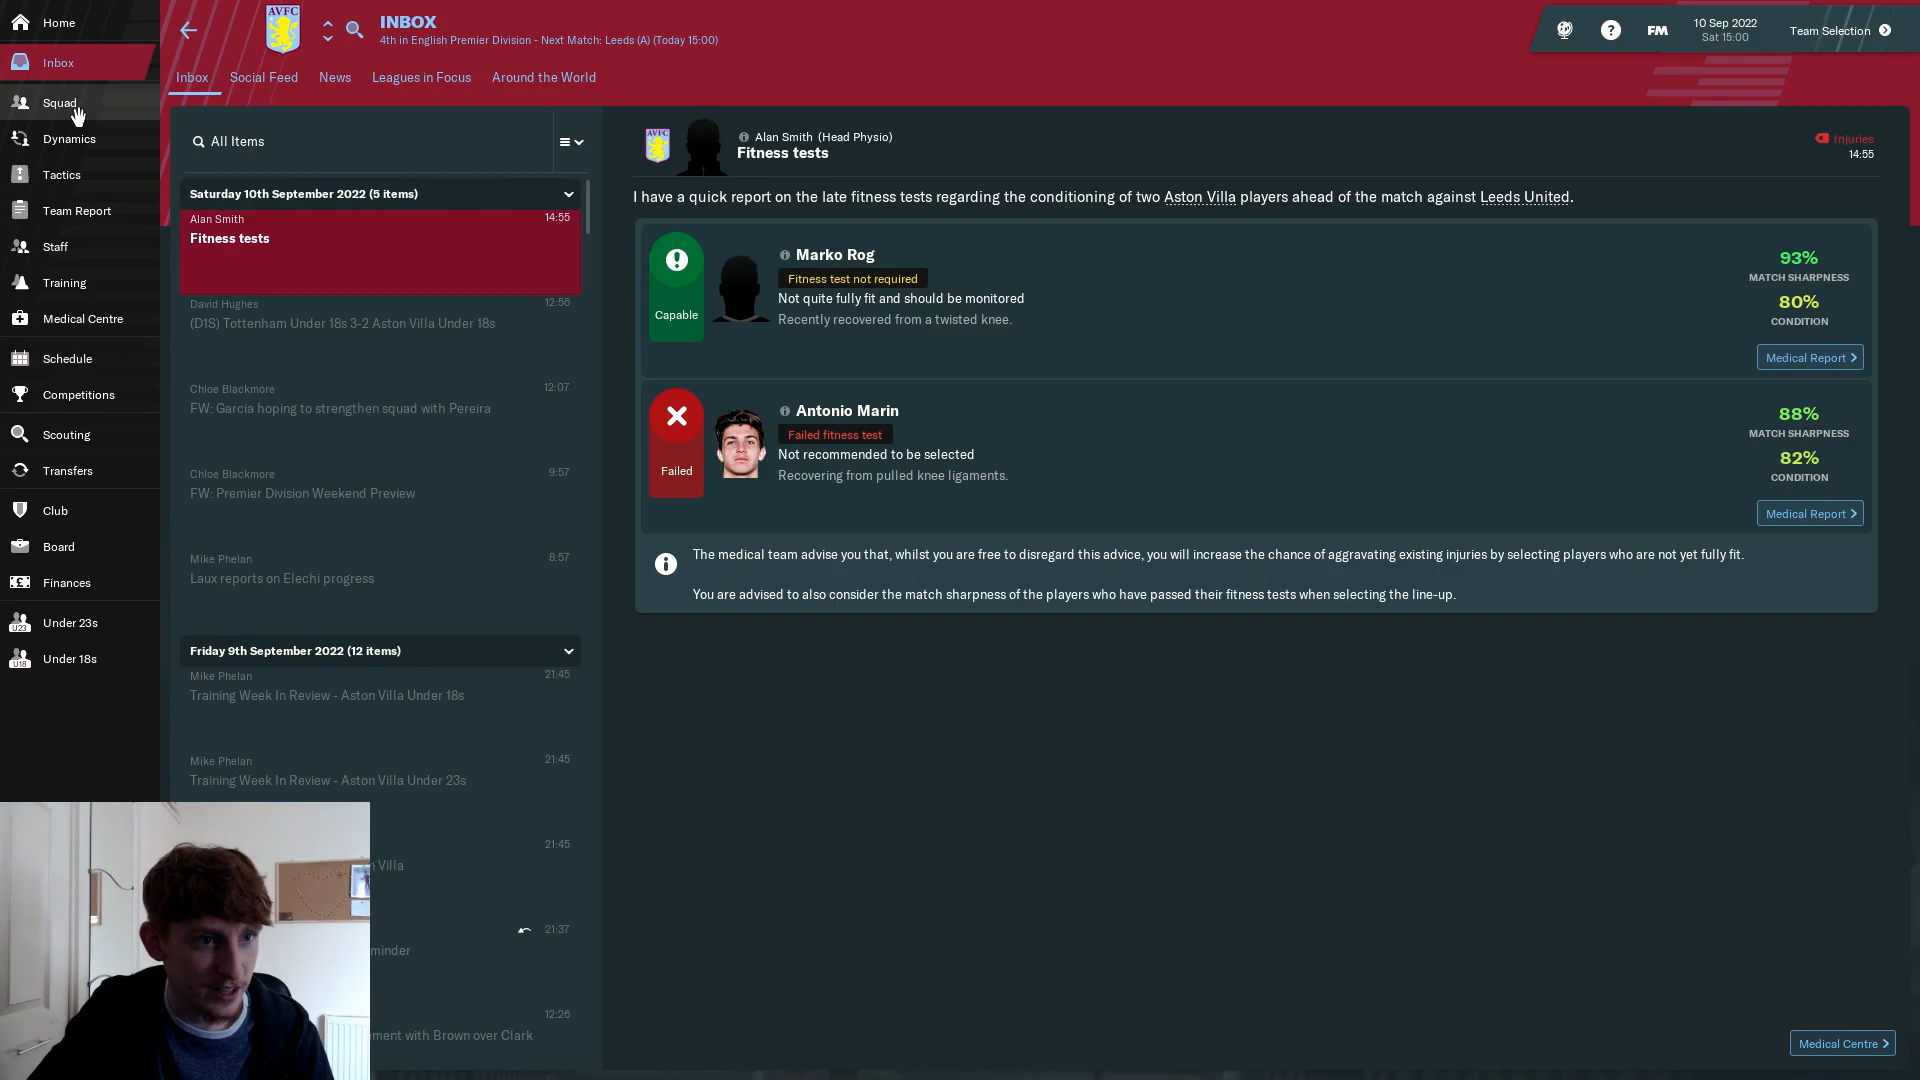 Home
Inbox
Squad
Dynamics
Tactics
Team Report
Staff
Training
Medical Centre
Schedule
Competitions
Scouting
Transfers
Club
Board
Finances
U23
Under 23s
U18
Under 18s
AVFC
INBOX
4th in English Premier Division - Next Match: Leeds (A) (Today 15:00)
FM
10 Sep 2022
Sat 15:00
Team Selection
Inbox Social Feed News Leagues in Focus Around the World
All Items
Saturday 10th September 2022 (5 items)
Alan Smith 14:55
Fitness tests
David Hughes 12:56
(D1S) Tottenham Under 18s 3-2 Aston Villa Under 18s
Chloe Blackmore 12:07
FW: Garcia hoping to strengthen squad with Pereira
Chloe Blackmore 9:57
FW: Premier Division Weekend Preview
Mike Phelan 8:57
Laux reports on Elechi progress
Friday 9th September 2022 (12 items)
Mike Phelan 21:45
Training Week In Review - Aston Villa Under 18s
Mike Phelan 21:45
Training Week In Review - Aston Villa Under 23s
21:45
Villa
21:37
minder
12:26
ement with Brown over Clark
AVFC
Alan Smith (Head Physio)
Fitness tests
Injuries
14:55
I have a quick report on the late fitness tests regarding the conditioning of two Aston Villa players ahead of the match against Leeds United.
Capable
Marko Rog
Fitness test not required
Not quite fully fit and should be monitored
Recently recovered from a twisted knee.
93%
MATCH SHARPNESS
80%
CONDITION
Medical Report
Failed
Antonio Marin
Failed fitness test
Not recommended to be selected
Recovering from pulled knee ligaments.
88%
MATCH SHARPNESS
82%
CONDITION
Medical Report
The medical team advise you that, whilst you are free to disregard this advice, you will increase the chance of aggravating existing injuries by selecting players who are not yet fully fit.
You are advised to also consider the match sharpness of the players who have passed their fitness tests when selecting the line-up.
Medical Centre